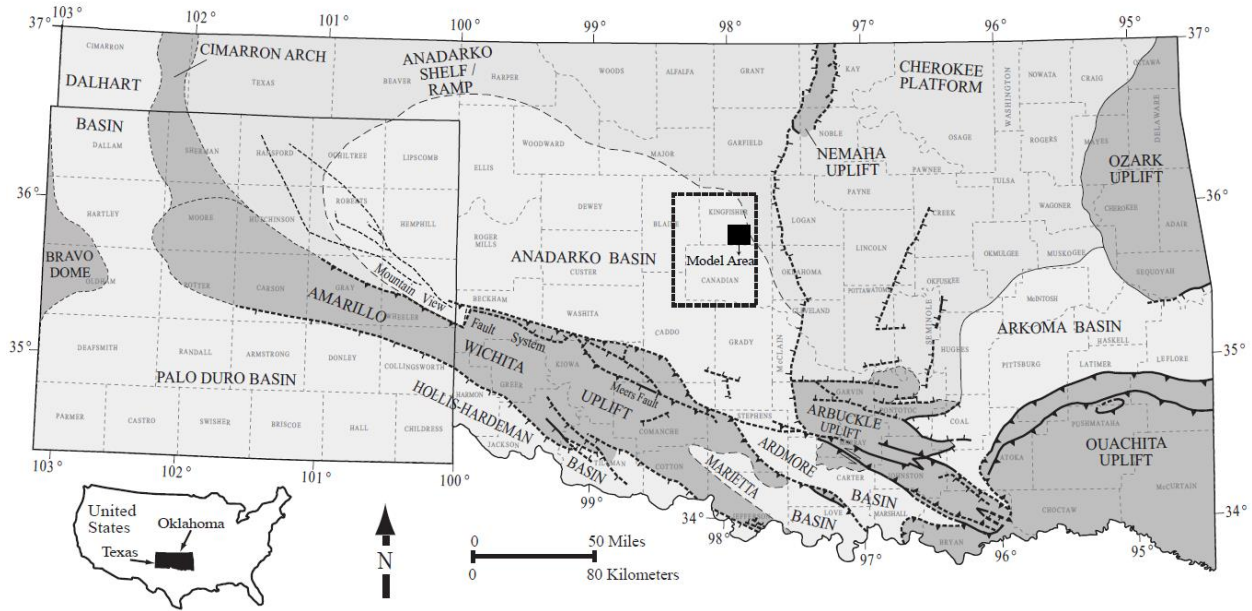 37°
103°
102°
101°
100°
99°
98°
97°
96°
95°
37°
CIMARRON
CIMARRON ARCH
TEXAS
BEAVER
ANADARKO
SHELF /
RAMP
HARPER
WOODS
ALFALFA
GRANT
KAY
CHEROKEE
PLATFORM
WASHINGTON
NOWATA
CRAIG
OTTAWA
DALHART
BASIN
DALLAM
SHERMAN
HANSFORD
OCHILTREE
LIPSCOMB
ELLIS
WOODWARD
MAJOR
GARFIELD
NOBLE
NEMAHA
UPLIFT
OSAGE
PAWNEE
ROGERS
MAYES
DELAWARE
OZARK
UPLIFT
36°
HARTLEY
MOORE
HUTCHINSON
ROBERTS
HEMPHILL
ROGER
MILLS
DEWEY
BLAINE
KINGFISHER
LOGAN
PAYNE
CREEK
TULSA
WAGONER
CHEROKEE
ADAIR
36°
BRAVO
DOME
OLDHAM
POTTER
CARSON
GRAY
WHEELER
Mountain View
Fault System
AMARILLO
ANADARKO BASIN
CUSTER
Model Area
CANADIAN
OKLAHOMA
LINCOLN
OKMULGEE
MUSKOGEE
SEQUOYAH
BECKHAM
WASHITA
CADDO
CLEVELAND
POTTAWATOMIE
OKFUSKEE
SEMINOLE
McINTOSH
ARKOMA BASIN
HASKELL
35°
DEAFSMITH
RANDALL
ARMSTRONG
DONLEY
COLLINGSWORTH
WICHITA
UPLIFT
KIOWA
Meers Fault
GRADY
McCLAIN
HUGHES
PITTSBURG
LATIMER
LEFLORE
35°
PALO DURO BASIN
HARMON
GREER
HOLLIS-HARDEMAN
BASIN
COMANCHE
STEPHENS
GARVIN
PONTOTOC
ARBUCKLE
UPLIFT
MURRAY
COAL
PUSHMATAHA
OUACHITA
UPLIFT
PARMER
CASTRO
SWISHER
BRISCOE
HALL
CHILDRESS
JACKSON
TILLMAN
COTTON
MARIETTA
BASIN
ARDMORE
BASIN
CARTER
JOHNSTON
ATOKA
McCURTAIN
103°
102°
101°
100°
99°
34°
98°
JEFFERSON
LOVE
MARSHALL
BRYAN
CHOCTAW
97°
96°
95°
34°
United
States
Oklahoma
Texas
N
0 50 Miles
0 80 Kilometers